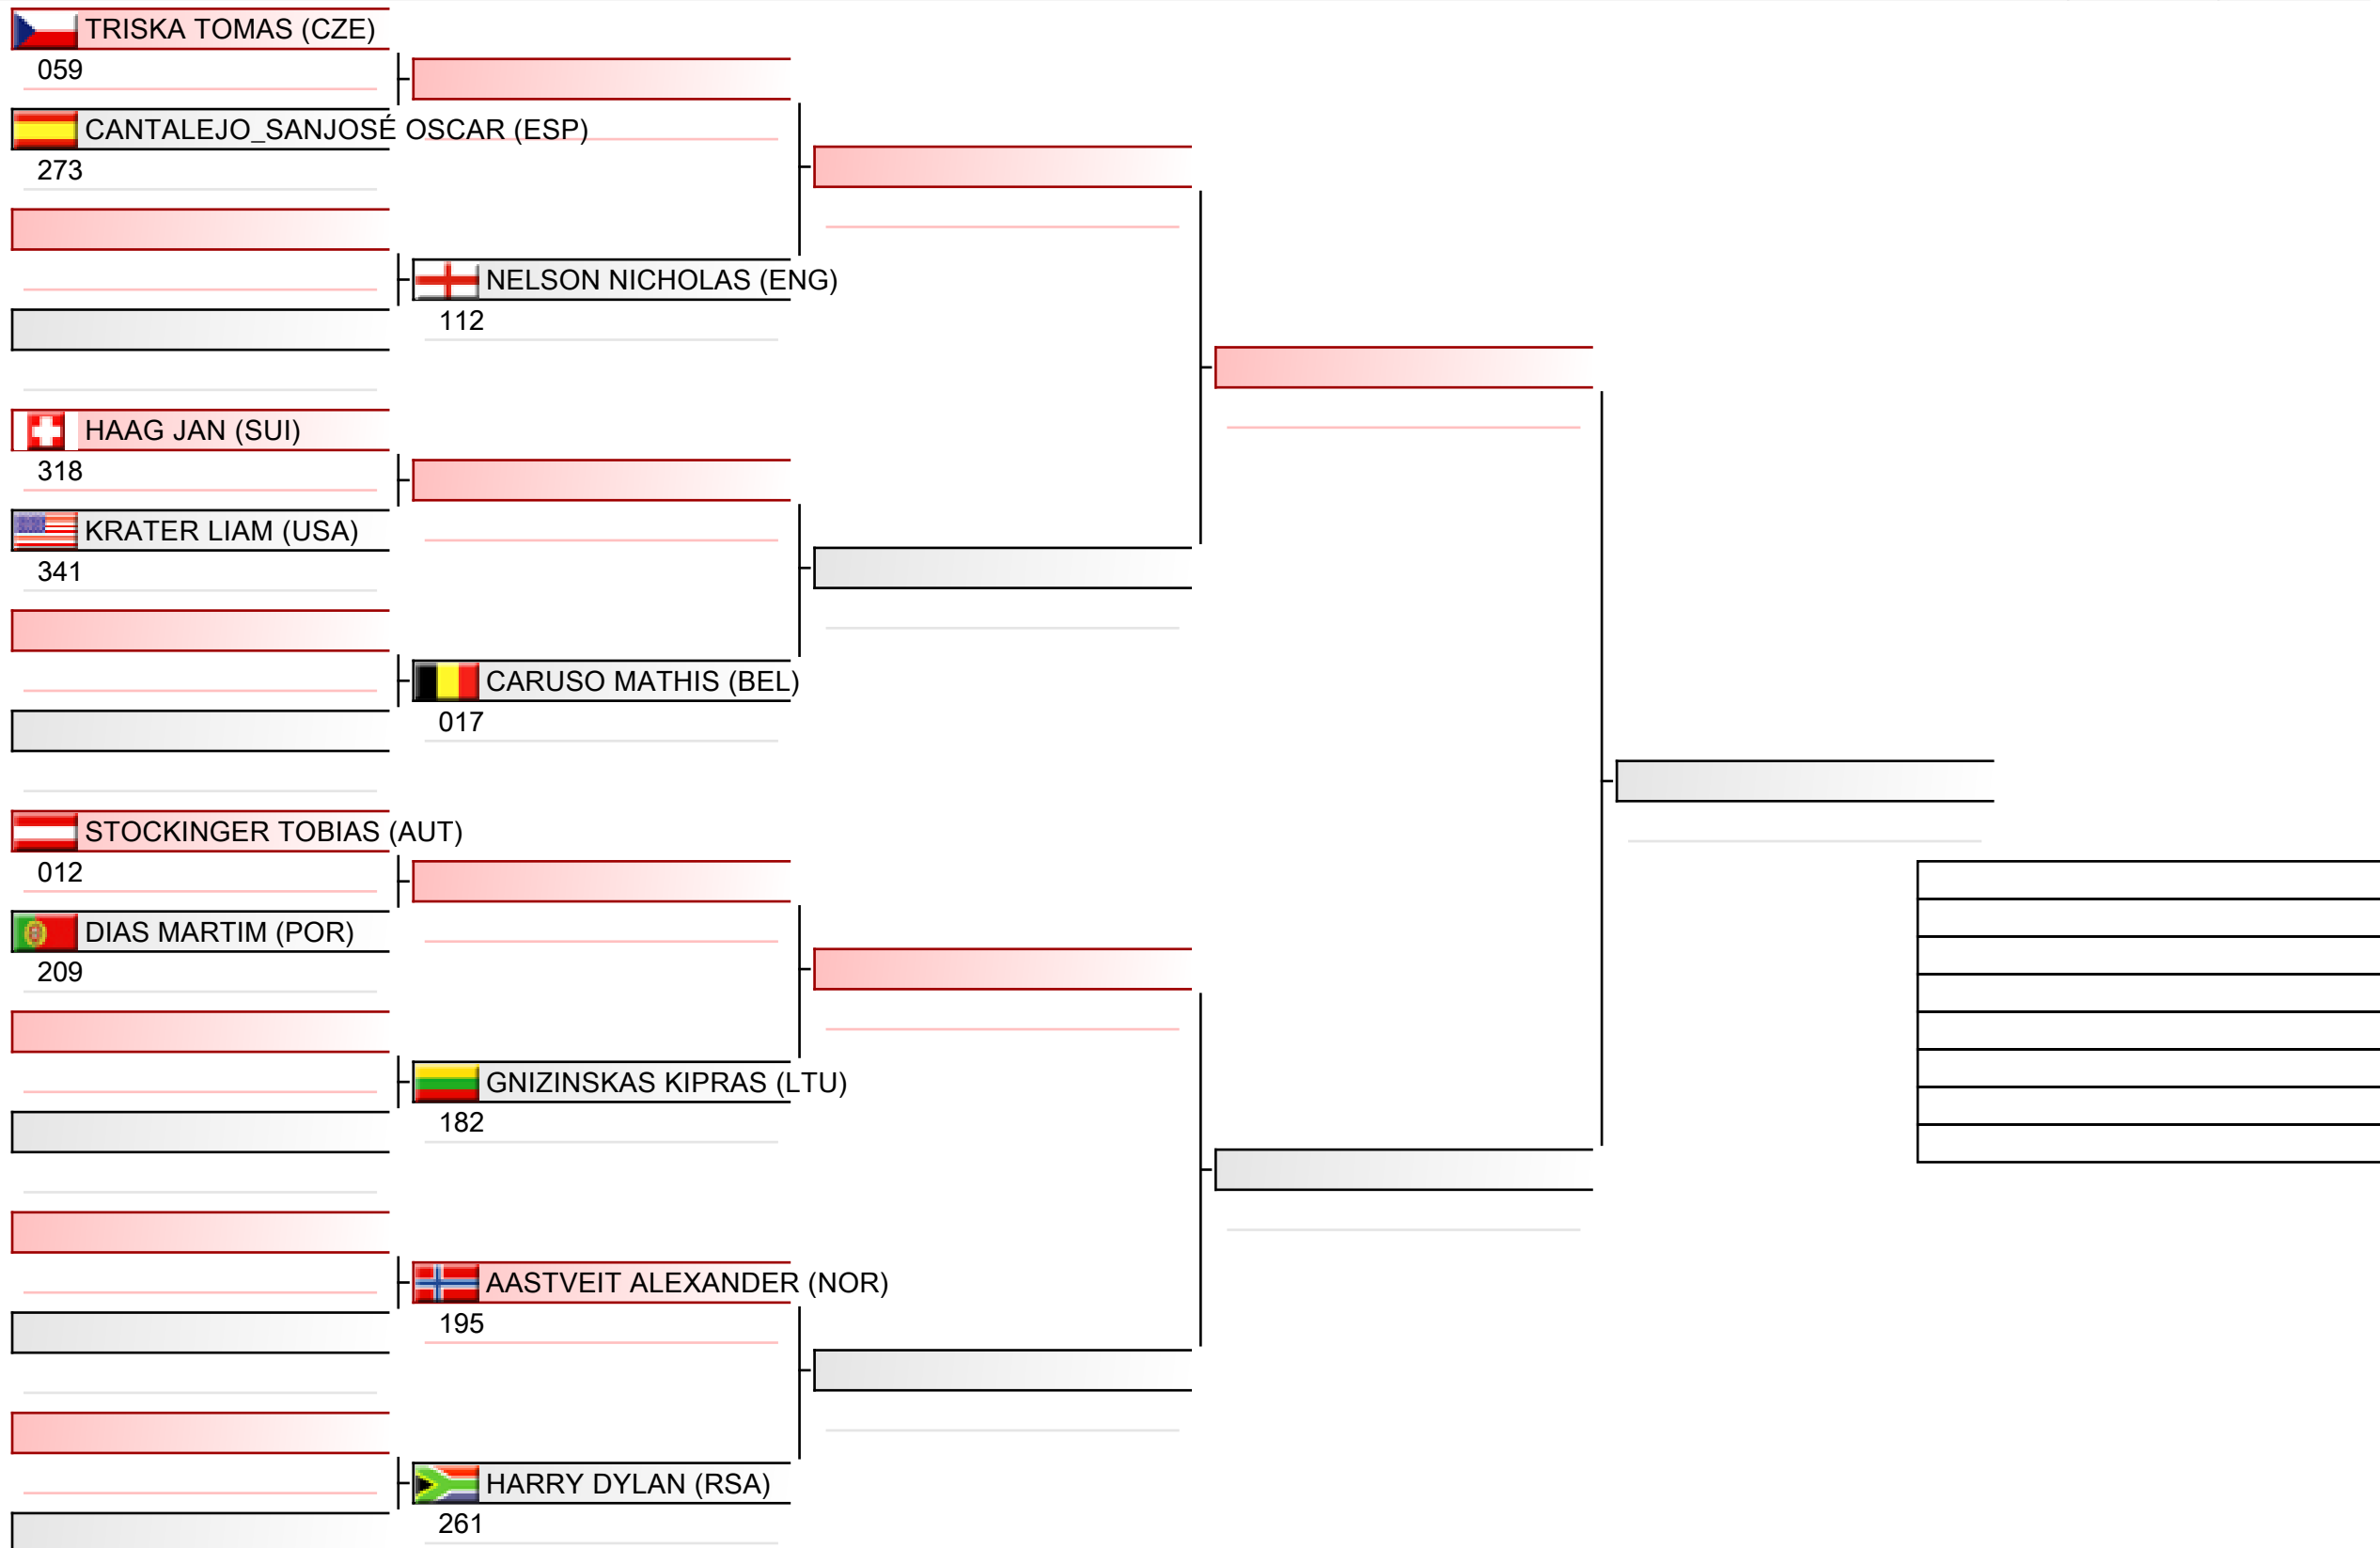 TRISKA TOMAS (CZE)
059
CANTALEJO_SANJOSÉ OSCAR (ESP)
273
NELSON NICHOLAS (ENG)
112
HAAG JAN (SUI)
318
KRATER LIAM (USA)
341
CARUSO MATHIS (BEL)
017
STOCKINGER TOBIAS (AUT)
012
DIAS MARTIM (POR)
209
GNIZINSKAS KIPRAS (LTU)
182
AASTVEIT ALEXANDER (NOR)
195
HARRY DYLAN (RSA)
261